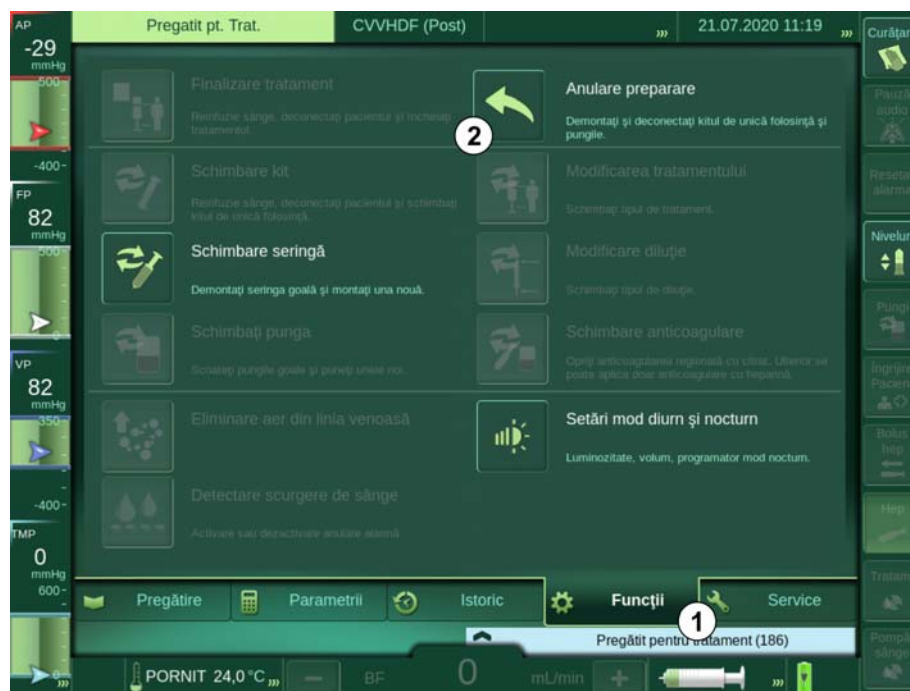 AP
-29
mmHg
500
-400-
FP
82
mmHg
500
0
VP
82
mmHg
350
-400-
TMP
0
mmHg
600-
Pregatit pt. Trat.
CVVHDF (Post)
21.07.2020 11:19
Finalizare tratament
Reinfuzie sânge, deconectați pacientul și încheiați
tratamentul.
Anulare preparare
Demontați și deconectați kitul de unică folosință și
pungile.
2
Schimbare kit
Reinfuzie sânge, deconectați pacientul și schimbați
kitul de unică folosință.
Modificarea tratamentului
Schimbați tipul de tratament.
Schimbare seringă
Demontați seringa goală și montați una nouă.
Modificare diluție
Schimbați tipul de diluție.
Schimbați punga
Scoateți pungile goale și puneți unele noi.
Schimbare anticoagulare
Opriți anticoagularea regională cu citrat. Ulterior se
poate aplica doar anticoagulare cu heparină.
Eliminare aer din linia venoasă
Setări mod diurn și nocturn
Luminozitate, volum, programator mod nocturn.
Detectare scurgere de sânge
Activare sau dezactivare anulare alarmă
Pregătire
Parametrii
Istoric
Funcții
Service
1
Pregătit pentru tratament (186)
PORNIT 24,0 °C
BF
0
mL/min
Curățar
Pauză
audio
Resetar
alarma
Nivelur
Pungi
Îngrijire
Pacien
Bolus
hep
Hep
Tratam
Pompă
sânge